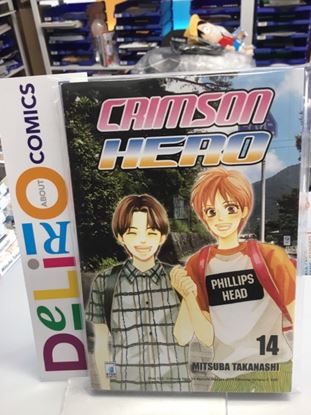 DeLiRIO
ABOUT
COMICS
CRIMSON
HERO
PHILLIPS
HEAD
14
MITSUBA TAKANASHI